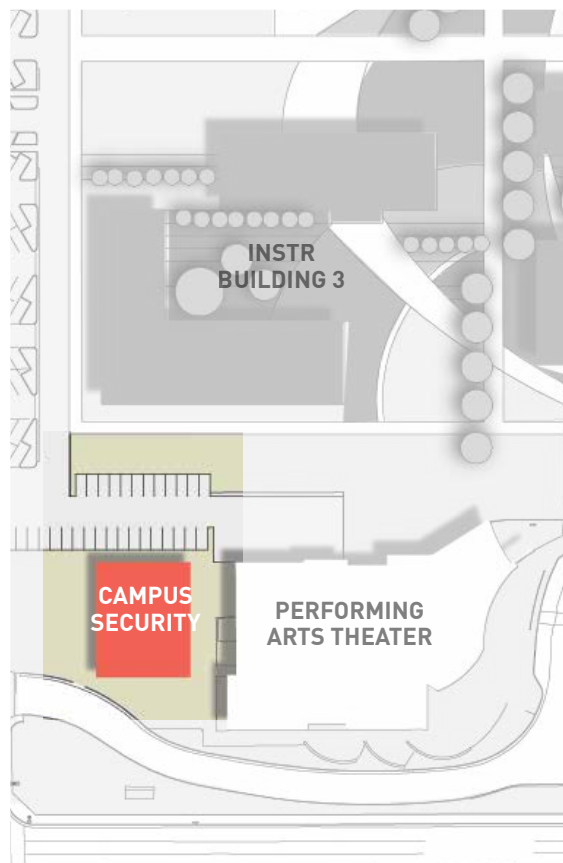 INSTR
BUILDING 3
CAMPUS
SECURITY
PERFORMING
ARTS THEATER